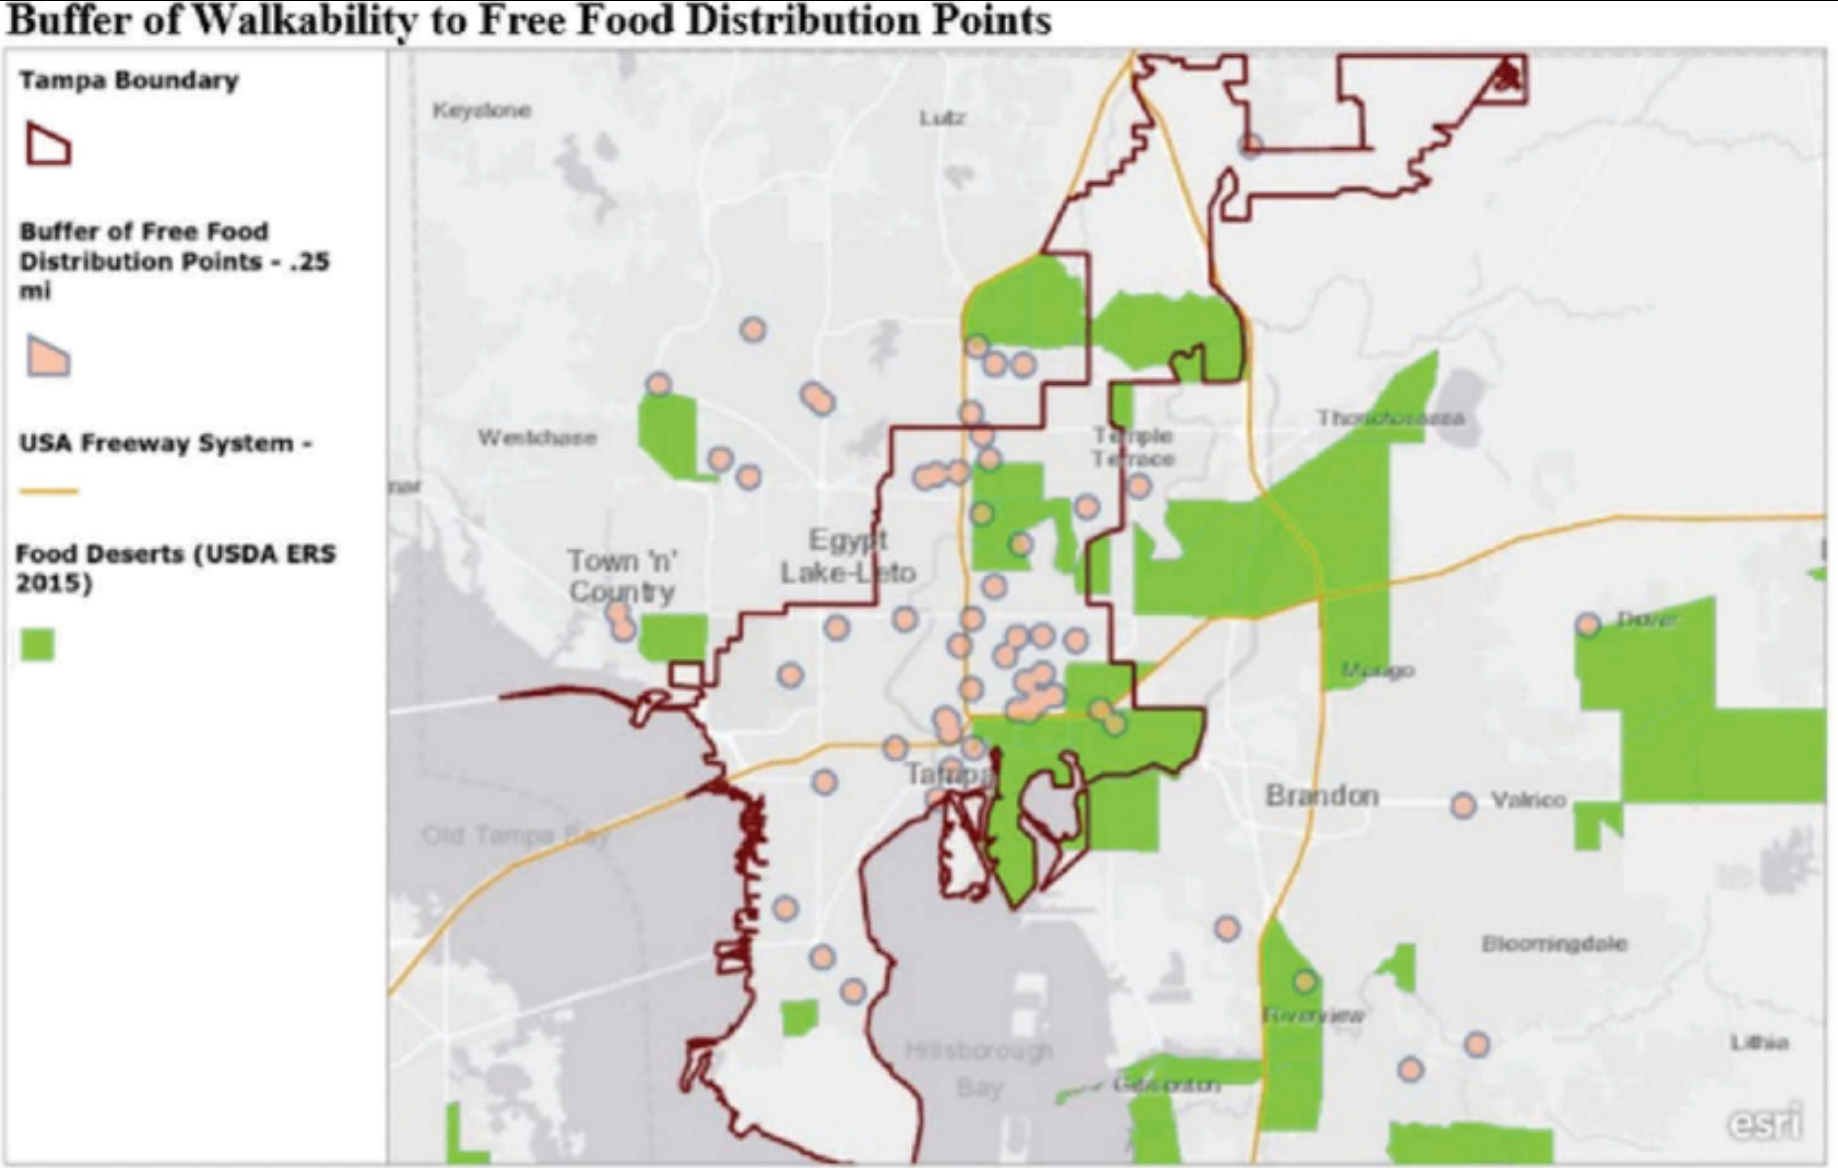 Buffer of Walkability to Free Food Distribution Points
Tampa Boundary
Buffer of Free Food
Distribution Points - .25
mi
USA Freeway System -
Food Deserts (USDA ERS
2015)
Keystone
Lutz
Westchase
Thonotosassa
Temple
Terrace
Egypt
Lake-Leto
Town 'n'
Country
Dover
Mango
Tampa
Brandon
Valrico
Old Tampa Bay
Bloomingdale
Riverview
Lithia
Hillsborough
Bay
Gibsonton
esri